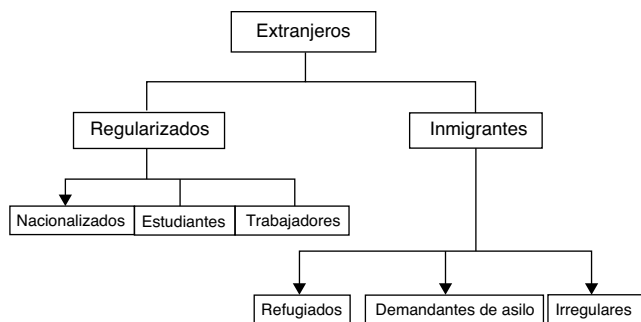 Extranjeros
Regularizados
Inmigrantes
Nacionalizados
Estudiantes
Trabajadores
Refugiados
Demandantes de asilo
Irregulares